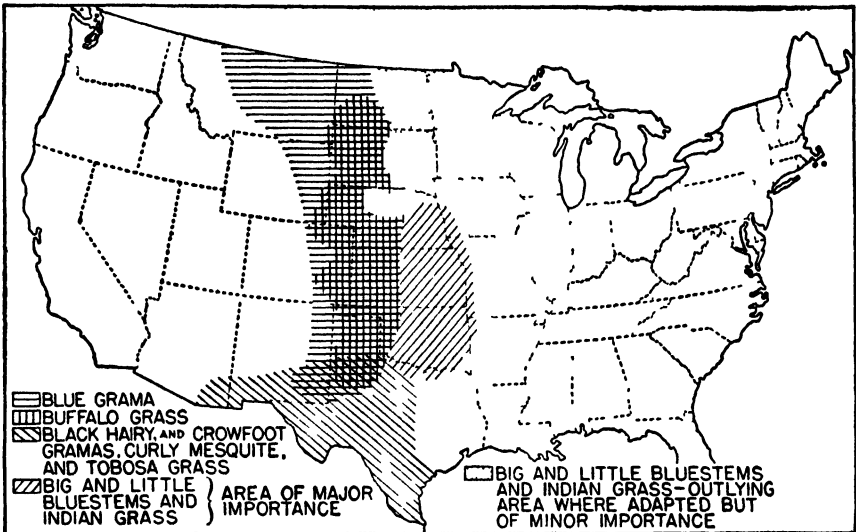 BLUE GRAMA
BUFFALO GRASS
BLACK HAIRY, AND CROWFOOT
GRAMAS, CURLY MESQUITE,
AND TOBOSA GRASS
BIG AND LITTLE
BLUESTEMS AND
INDIAN GRASS
AREA OF MAJOR
IMPORTANCE
BIG AND LITTLE BLUESTEMS
AND INDIAN GRASS-OUTLYING
AREA WHERE ADAPTED BUT
OF MINOR IMPORTANCE